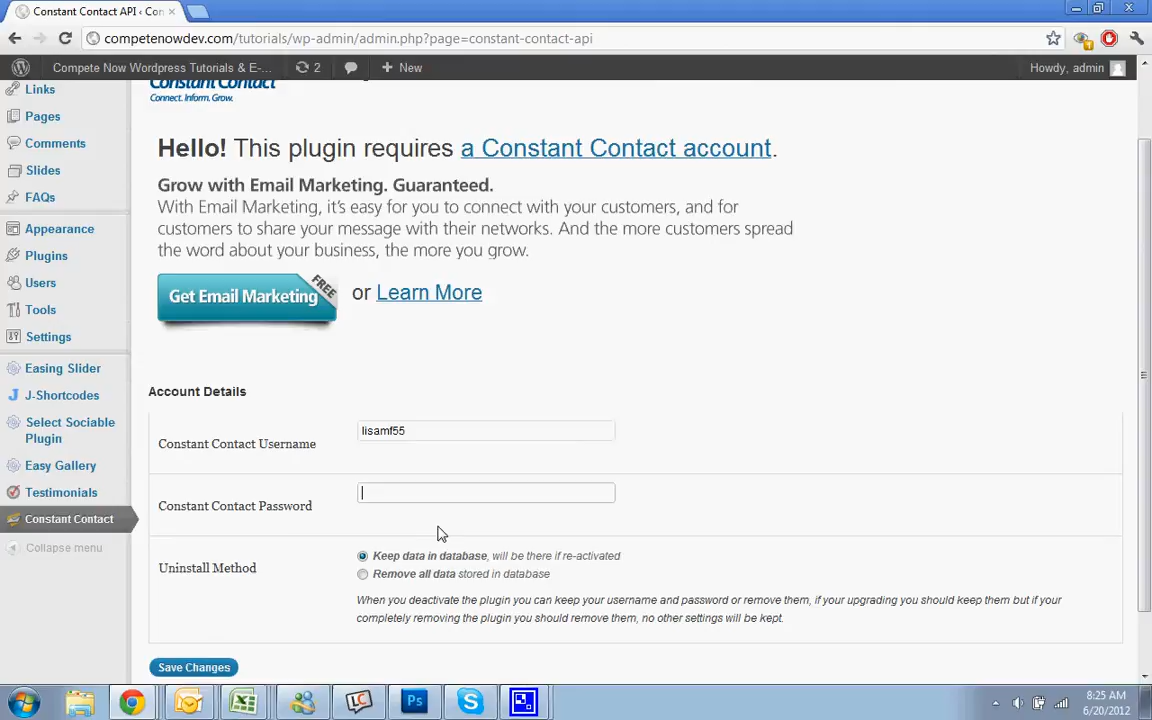 Constant Contact API ‹ Con
competenowdev.com/tutorials/wp-admin/admin.php?page=constant-contact-api
Compete Now Wordpress Tutorials & E-... 2 + New Howdy, admin
Links
Pages
Comments
Slides
FAQs
Appearance
Plugins
Users
Tools
Settings
Easing Slider
J-Shortcodes
Select Sociable
Plugin
Easy Gallery
Testimonials
Constant Contact
Collapse menu
Constant Contact
Connect. Inform. Grow.
Hello! This plugin requires a Constant Contact account.
Grow with Email Marketing. Guaranteed.
With Email Marketing, it's easy for you to connect with your customers, and for
customers to share your message with their networks. And the more customers spread
the word about your business, the more you grow.
Get Email Marketing FREE or Learn More
Account Details
Constant Contact Username lisamf55
Constant Contact Password
Uninstall Method
Keep data in database, will be there if re-activated
Remove all data stored in database
When you deactivate the plugin you can keep your username and password or remove them, if your upgrading you should keep them but if your
completely removing the plugin you should remove them, no other settings will be kept.
Save Changes
8:25 AM
6/20/2012